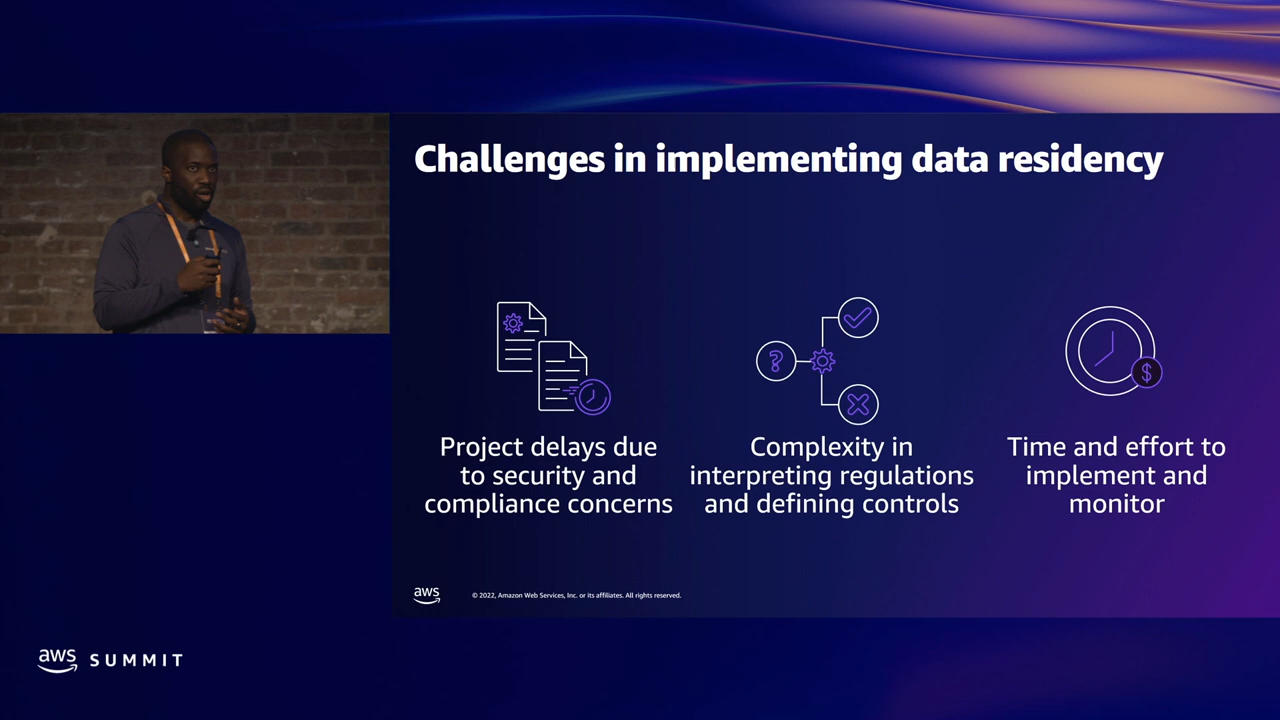 Challenges in implementing data residency
Project delays due
to security and
compliance concerns
Complexity in
interpreting regulations
and defining controls
Time and effort to
implement and
monitor
aws
© 2022, Amazon Web Services, Inc. or its affiliates. All rights reserved.
aws SUMMIT